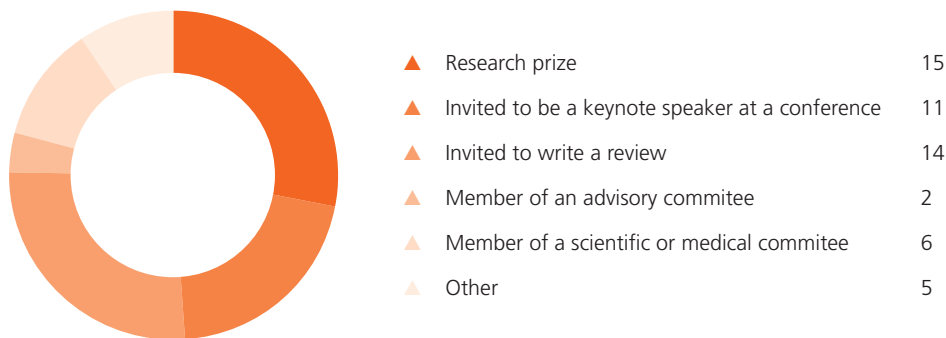 Research prize 15
Invited to be a keynote speaker at a conference 11
Invited to write a review 14
Member of an advisory commitee 2
Member of a scientific or medical commitee 6
Other 5